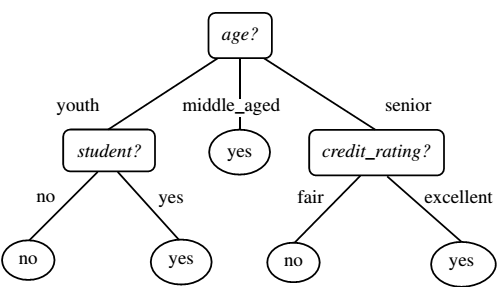 age?
youth
middle_aged
senior
student?
yes
credit_rating?
no
yes
fair
excellent
no
yes
no
yes